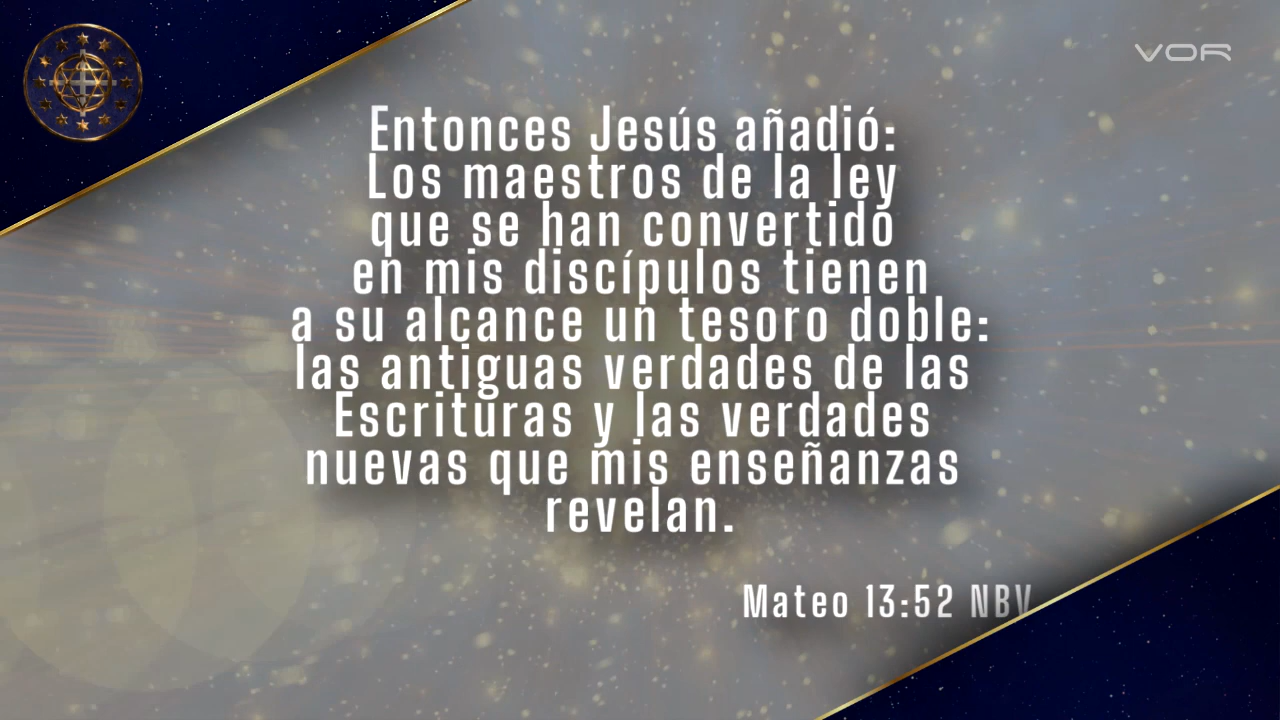 VOR
Entonces Jesús añadió:
Los maestros de la ley
que se han convertido
en mis discípulos tienen
a su alcance un tesoro doble:
las antiguas verdades de las
Escrituras y las verdades
nuevas que mis enseñanzas
revelan.
Mateo 13:52 NBV